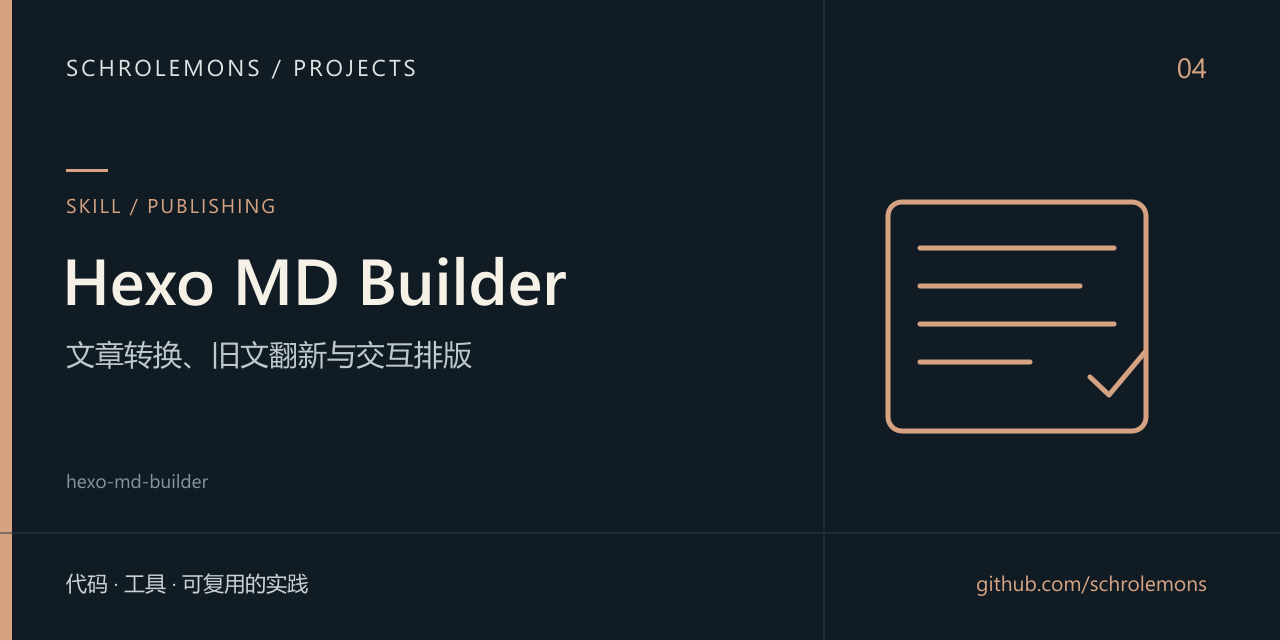 SCHROLEMONS / PROJECTS
04
SKILL / PUBLISHING
Hexo MD Builder
文章转换、旧文翻新与交互排版
hexo-md-builder
代码 · 工具 · 可复用的实践
github.com/schrolemons